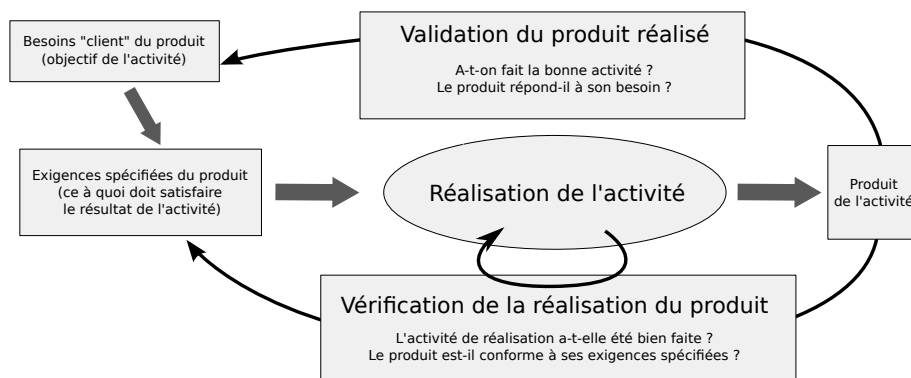 Besoins "client" du produit
(objectif de l'activité)
Validation du produit réalisé
A-t-on fait la bonne activité ?
Le produit répond-il à son besoin ?
Exigences spécifiées du produit
(ce à quoi doit satisfaire
le résultat de l'activité)
Réalisation de l'activité
Produit
de l'activité
Vérification de la réalisation du produit
L'activité de réalisation a-t-elle été bien faite ?
Le produit est-il conforme à ses exigences spécifiées ?